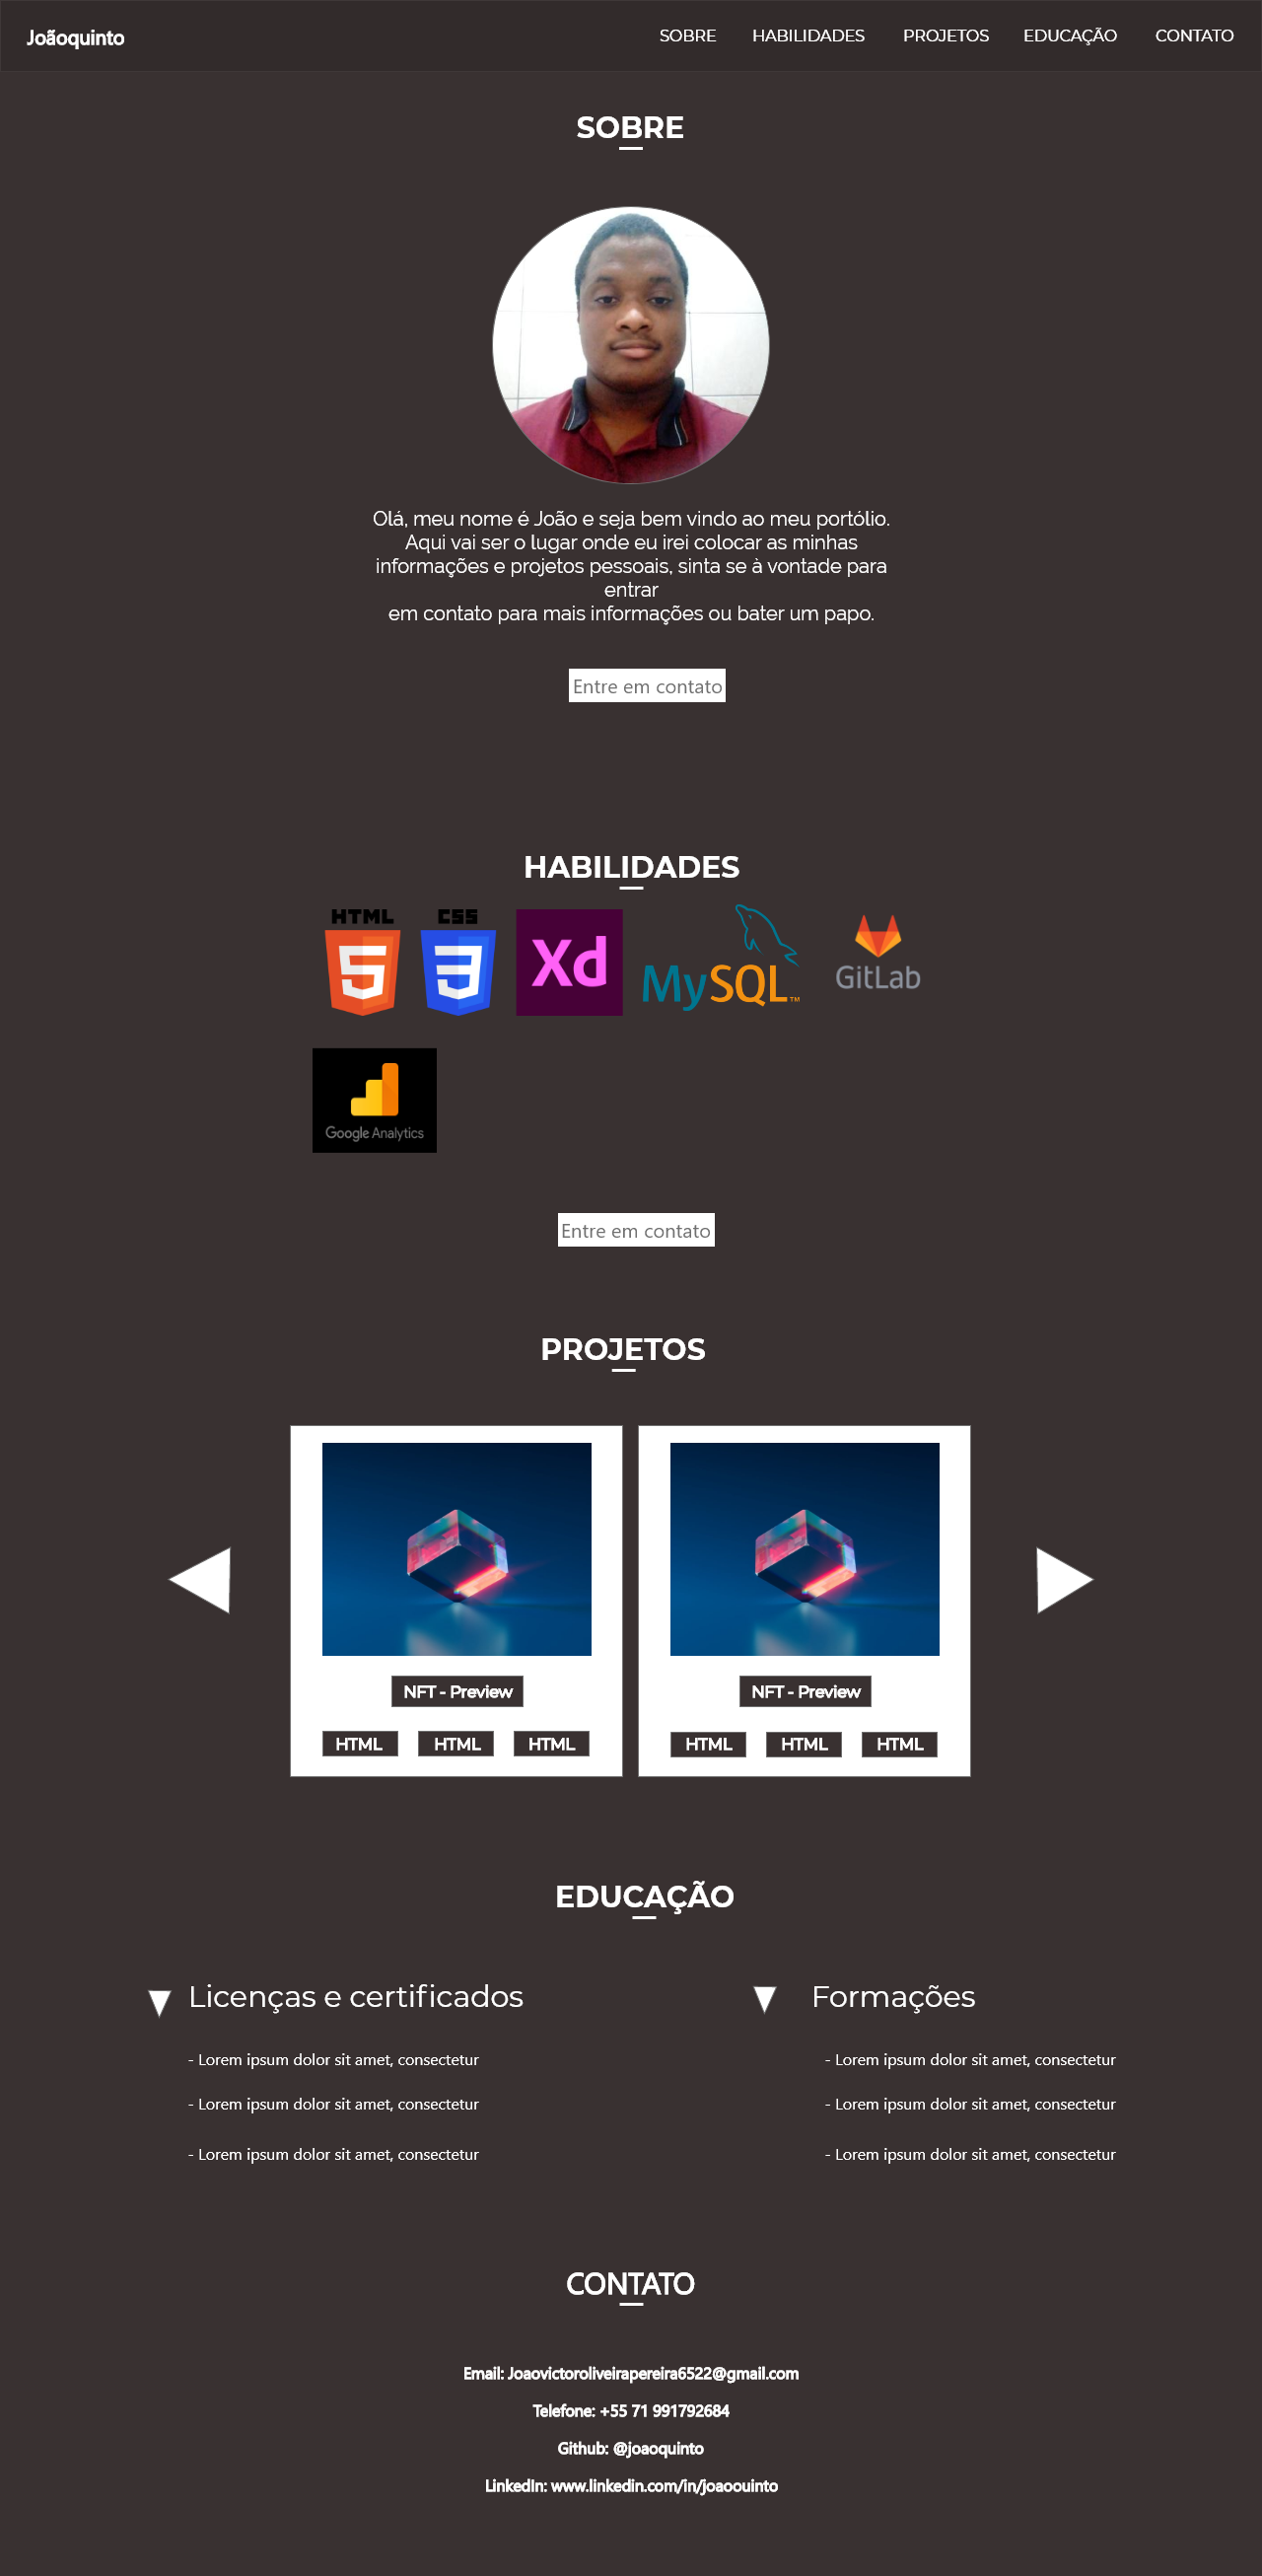 Joãoquinto
SOBRE HABILIDADES PROJETOS EDUCAÇÃO CONTATO
SOBRE
Olá, meu nome é João e seja bem vindo ao meu portólio.
Aqui vai ser o lugar onde eu irei colocar as minhas
informações e projetos pessoais, sinta se à vontade para
entrar
em contato para mais informações ou bater um papo.
Entre em contato
HABILIDADES
HTML
5
CSS
3
Xd
MySQL™
GitLab
Google Analytics
Entre em contato
PROJETOS
NFT - Preview
HTML HTML HTML
NFT - Preview
HTML HTML HTML
EDUCAÇÃO
Licenças e certificados
- Lorem ipsum dolor sit amet, consectetur
- Lorem ipsum dolor sit amet, consectetur
- Lorem ipsum dolor sit amet, consectetur
Formações
- Lorem ipsum dolor sit amet, consectetur
- Lorem ipsum dolor sit amet, consectetur
- Lorem ipsum dolor sit amet, consectetur
CONTATO
Email: Joaovictoroliveirapereira6522@gmail.com
Telefone: +55 71 991792684
Github: @joaoquinto
LinkedIn: www.linkedin.com/in/joaoouinto